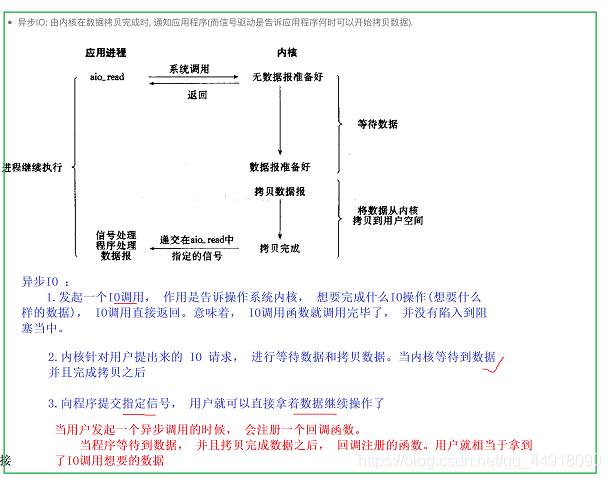 异步IO: 由内核在数据拷贝完成时, 通知应用程序(而信号驱动是告诉应用程序何时可以开始拷贝数据).
应用进程
内核
aio_read
系统调用
返回
无数据报准备好
等待数据
进程继续执行
数据报准备好
拷贝数据报
将数据从内核
拷贝到用户空间
信号处理
程序处理
数据报
递交在aio_read中
指定的信号
拷贝完成
异步IO :
1.发起一个IO调用, 作用是告诉操作系统内核, 想要完成什么IO操作(想要什么
样的数据), IO调用直接返回。意味着, IO调用函数就调用完毕了, 并没有陷入到阻
塞当中。
2.内核针对用户提出来的 IO 请求, 进行等待数据和拷贝数据。当内核等待到数据
并且完成拷贝之后
3.向程序提交指定信号, 用户就可以直接拿着数据继续操作了
当用户发起一个异步调用的时候, 会注册一个回调函数。
当程序等待到数据, 并且拷贝完成数据之后, 回调注册的函数。用户就相当于拿到
接
了IO调用想要的数据
https://blog.csdn.net/qq_44918090